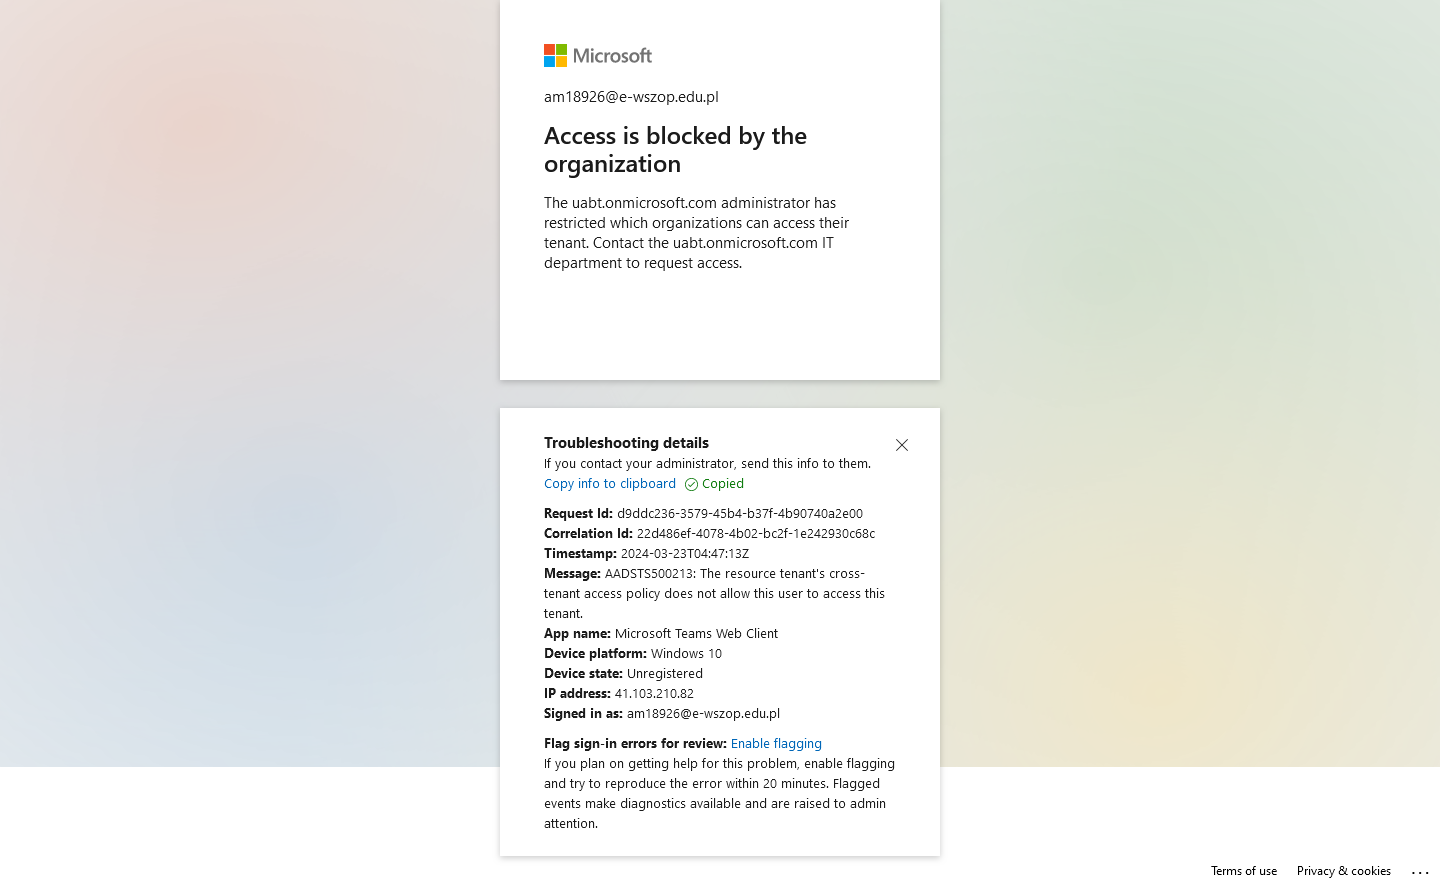 Microsoft
am18926@e-wszop.edu.pl
Access is blocked by the
organization
The uabt.onmicrosoft.com administrator has
restricted which organizations can access their
tenant. Contact the uabt.onmicrosoft.com IT
department to request access.
Troubleshooting details
If you contact your administrator, send this info to them.
Copy info to clipboard Copied
Request Id: d9ddc236-3579-45b4-b37f-4b90740a2e00
Correlation Id: 22d486ef-4078-4b02-bc2f-1e242930c68c
Timestamp: 2024-03-23T04:47:13Z
Message: AADSTS500213: The resource tenant's cross-
tenant access policy does not allow this user to access this
tenant.
App name: Microsoft Teams Web Client
Device platform: Windows 10
Device state: Unregistered
IP address: 41.103.210.82
Signed in as: am18926@e-wszop.edu.pl
Flag sign-in errors for review: Enable flagging
If you plan on getting help for this problem, enable flagging
and try to reproduce the error within 20 minutes. Flagged
events make diagnostics available and are raised to admin
attention.
Terms of use Privacy & cookies ...